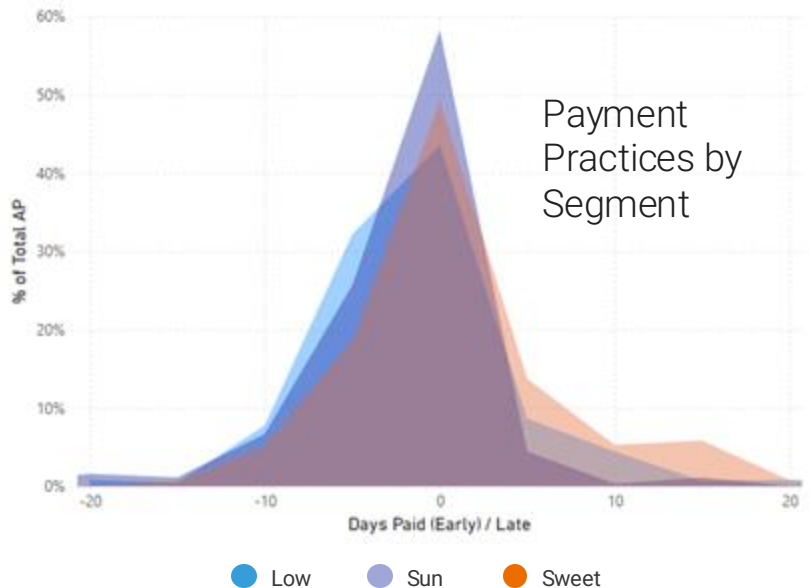 60%
50%
Payment
Practices by
Segment
40%
30%
20%
10%
0%
% of Total AP
-20 -10 0 10 20
Days Paid (Early) / Late
Low Sun Sweet